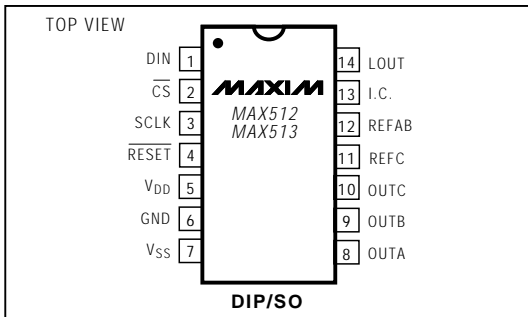 TOP VIEW
DIN 1
CS 2
SCLK 3
RESET 4
VDD 5
GND 6
VSS 7
MAXIM
MAX512
MAX513
14 LOUT
13 I.C.
12 REFAB
11 REFC
10 OUTC
9 OUTB
8 OUTA
DIP/SO